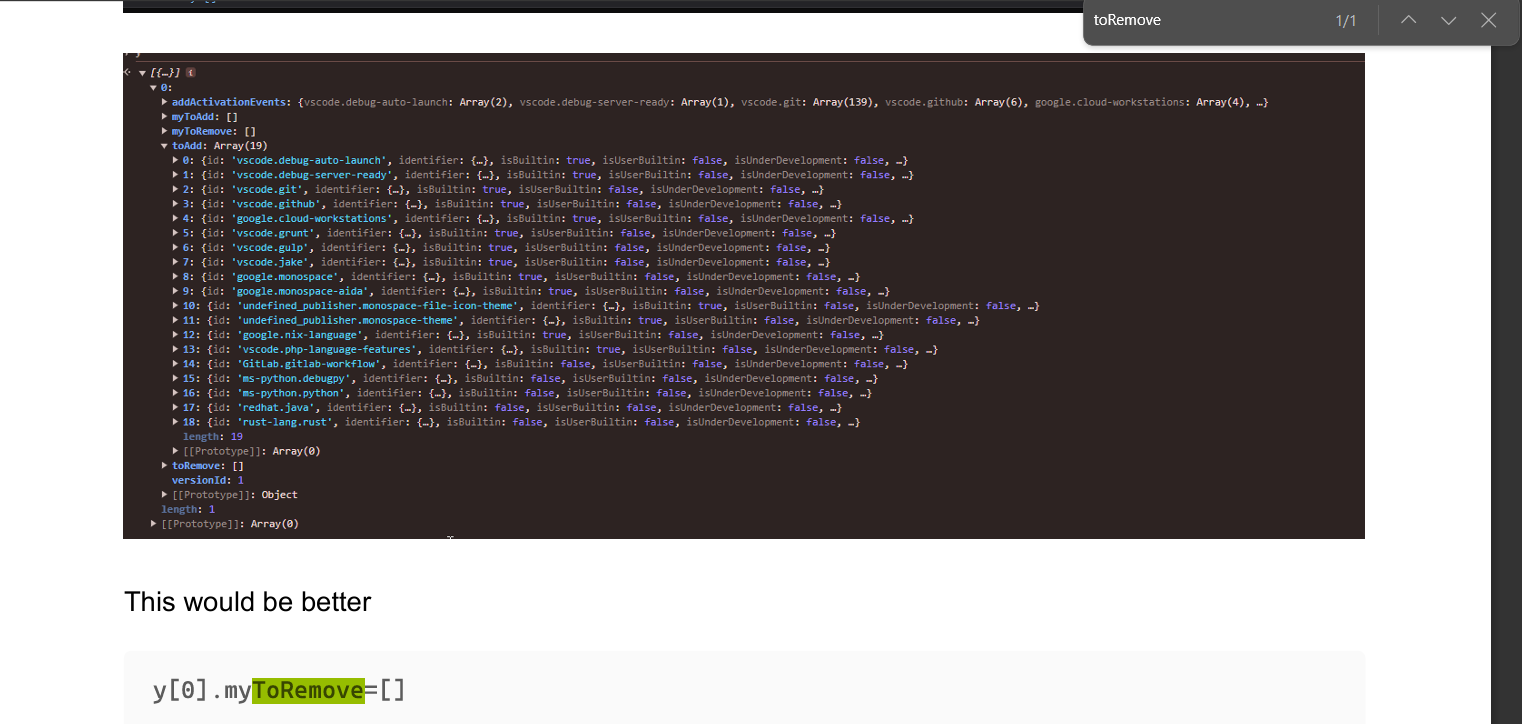 toRemove 1/1
[{…}] i
0:
addActivationEvents: {vscode.debug-auto-launch: Array(2), vscode.debug-server-ready: Array(1), vscode.git: Array(139), vscode.github: Array(6), google.cloud-workstations: Array(4), …}
myToAdd: []
myToRemove: []
toAdd: Array(19)
0: {id: 'vscode.debug-auto-launch', identifier: {…}, isBuiltin: true, isUserBuiltin: false, isUnderDevelopment: false, …}
1: {id: 'vscode.debug-server-ready', identifier: {…}, isBuiltin: true, isUserBuiltin: false, isUnderDevelopment: false, …}
2: {id: 'vscode.git', identifier: {…}, isBuiltin: true, isUserBuiltin: false, isUnderDevelopment: false, …}
3: {id: 'vscode.github', identifier: {…}, isBuiltin: true, isUserBuiltin: false, isUnderDevelopment: false, …}
4: {id: 'google.cloud-workstations', identifier: {…}, isBuiltin: true, isUserBuiltin: false, isUnderDevelopment: false, …}
5: {id: 'vscode.grunt', identifier: {…}, isBuiltin: true, isUserBuiltin: false, isUnderDevelopment: false, …}
6: {id: 'vscode.gulp', identifier: {…}, isBuiltin: true, isUserBuiltin: false, isUnderDevelopment: false, …}
7: {id: 'vscode.jake', identifier: {…}, isBuiltin: true, isUserBuiltin: false, isUnderDevelopment: false, …}
8: {id: 'google.monospace', identifier: {…}, isBuiltin: true, isUserBuiltin: false, isUnderDevelopment: false, …}
9: {id: 'google.monospace-aida', identifier: {…}, isBuiltin: true, isUserBuiltin: false, isUnderDevelopment: false, …}
10: {id: 'undefined_publisher.monospace-file-icon-theme', identifier: {…}, isBuiltin: true, isUserBuiltin: false, isUnderDevelopment: false, …}
11: {id: 'undefined_publisher.monospace-theme', identifier: {…}, isBuiltin: true, isUserBuiltin: false, isUnderDevelopment: false, …}
12: {id: 'google.nix-language', identifier: {…}, isBuiltin: true, isUserBuiltin: false, isUnderDevelopment: false, …}
13: {id: 'vscode.php-language-features', identifier: {…}, isBuiltin: true, isUserBuiltin: false, isUnderDevelopment: false, …}
14: {id: 'GitLab.gitlab-workflow', identifier: {…}, isBuiltin: false, isUserBuiltin: false, isUnderDevelopment: false, …}
15: {id: 'ms-python.debugpy', identifier: {…}, isBuiltin: false, isUserBuiltin: false, isUnderDevelopment: false, …}
16: {id: 'ms-python.python', identifier: {…}, isBuiltin: false, isUserBuiltin: false, isUnderDevelopment: false, …}
17: {id: 'redhat.java', identifier: {…}, isBuiltin: false, isUserBuiltin: false, isUnderDevelopment: false, …}
18: {id: 'rust-lang.rust', identifier: {…}, isBuiltin: false, isUserBuiltin: false, isUnderDevelopment: false, …}
length: 19
[[Prototype]]: Array(0)
toRemove: []
versionId: 1
[[Prototype]]: Object
length: 1
[[Prototype]]: Array(0)
This would be better
y[0].myToRemove=[]